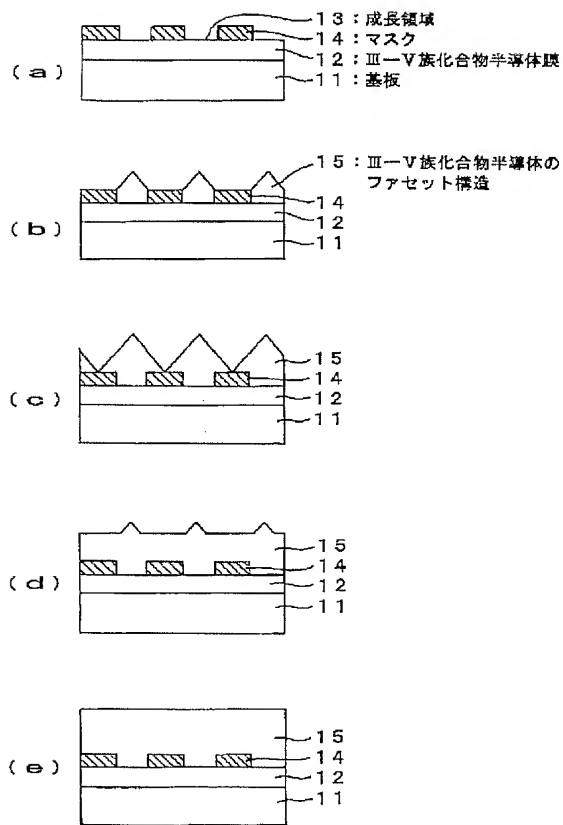 13：成長領域
14：マスク
12：Ⅲ－Ⅴ族化合物半導体膜
11：基板
(a)
15：Ⅲ－Ⅴ族化合物半導体の
ファセット構造
14
12
11
(b)
15
14
12
11
(c)
15
14
12
11
(d)
15
14
12
11
(e)